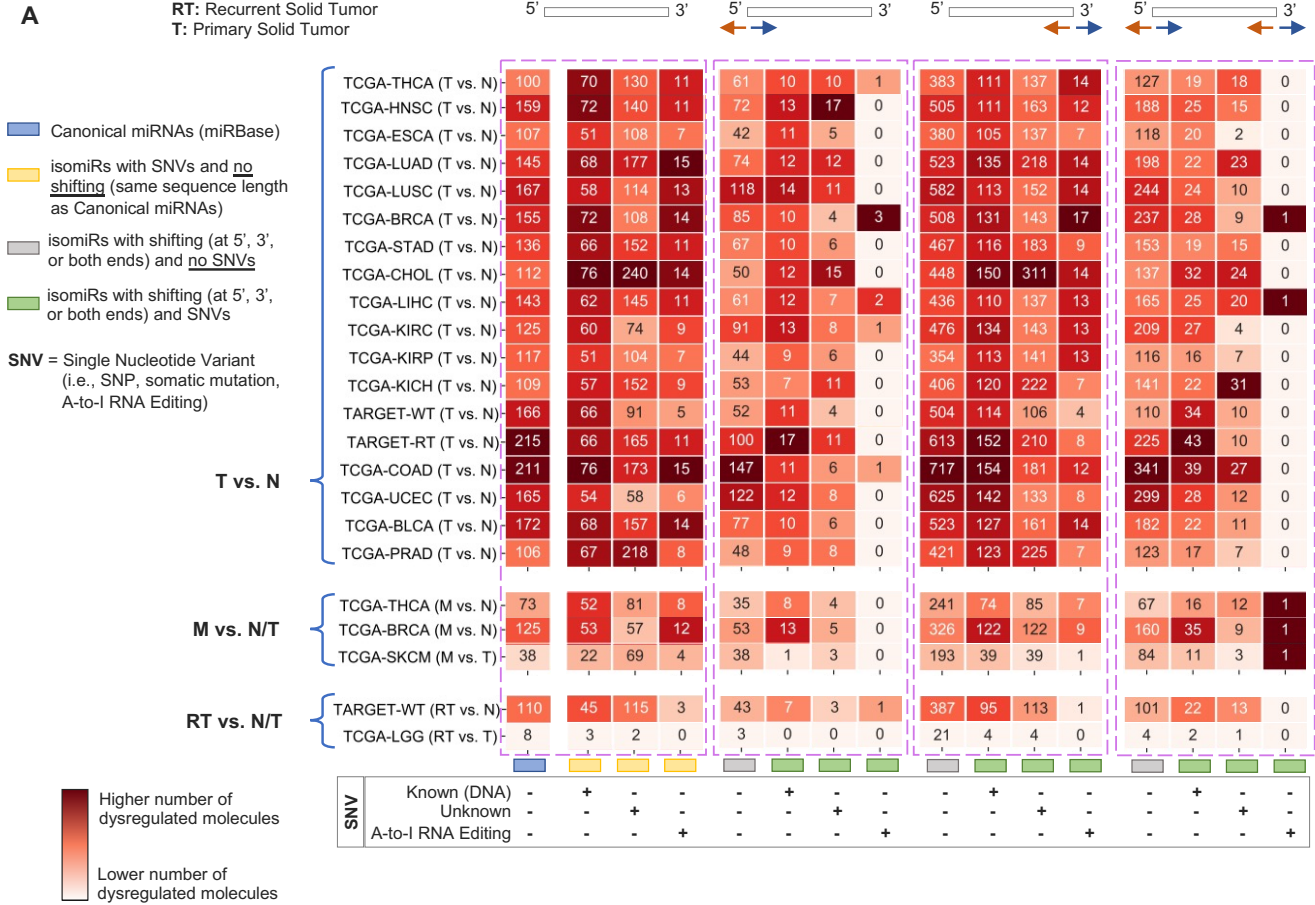 A
RT: Recurrent Solid Tumor
T: Primary Solid Tumor
5' 3' 5' 3' 5' 3' 5' 3'
Canonical miRNAs (miRBase)
isomiRs with SNVs and no
shifting (same sequence length
as Canonical miRNAs)
isomiRs with shifting (at 5', 3',
or both ends) and no SNVs
isomiRs with shifting (at 5', 3',
or both ends) and SNVs
SNV = Single Nucleotide Variant
(i.e., SNP, somatic mutation,
A-to-I RNA Editing)
T vs. N
TCGA-THCA (T vs. N) 100 70 130 11 61 10 10 1 383 111 137 14 127 19 18 0
TCGA-HNSC (T vs. N) 159 72 140 11 72 13 17 0 505 111 163 12 188 25 15 0
TCGA-ESCA (T vs. N) 107 51 108 7 42 11 5 0 380 105 137 7 118 20 2 0
TCGA-LUAD (T vs. N) 145 68 177 15 74 12 12 0 523 135 218 14 198 22 23 0
TCGA-LUSC (T vs. N) 167 58 114 13 118 14 11 0 582 113 152 14 244 24 10 0
TCGA-BRCA (T vs. N) 155 72 108 14 85 10 4 3 508 131 143 17 237 28 9 1
TCGA-STAD (T vs. N) 136 66 152 11 67 10 6 0 467 116 183 9 153 19 15 0
TCGA-CHOL (T vs. N) 112 76 240 14 50 12 15 0 448 150 311 14 137 32 24 0
TCGA-LIHC (T vs. N) 143 62 145 11 61 12 7 2 436 110 137 13 165 25 20 1
TCGA-KIRC (T vs. N) 125 60 74 9 91 13 8 1 476 134 143 13 209 27 4 0
TCGA-KIRP (T vs. N) 117 51 104 7 44 9 6 0 354 113 141 13 116 16 7 0
TCGA-KICH (T vs. N) 109 57 152 9 53 7 11 0 406 120 222 7 141 22 31 0
TARGET-WT (T vs. N) 166 66 91 5 52 11 4 0 504 114 106 4 110 34 10 0
TARGET-RT (T vs. N) 215 66 165 11 100 17 11 0 613 152 210 8 225 43 10 0
TCGA-COAD (T vs. N) 211 76 173 15 147 11 6 1 717 154 181 12 341 39 27 0
TCGA-UCEC (T vs. N) 165 54 58 6 122 12 8 0 625 142 133 8 299 28 12 0
TCGA-BLCA (T vs. N) 172 68 157 14 77 10 6 0 523 127 161 14 182 22 11 0
TCGA-PRAD (T vs. N) 106 67 218 8 48 9 8 0 421 123 225 7 123 17 7 0
M vs. N/T
TCGA-THCA (M vs. N) 73 52 81 8 35 8 4 0 241 74 85 7 67 16 12 1
TCGA-BRCA (M vs. N) 125 53 57 12 53 13 5 0 326 122 122 9 160 35 9 1
TCGA-SKCM (M vs. T) 38 22 69 4 38 1 3 0 193 39 39 1 84 11 3 1
RT vs. N/T
TARGET-WT (RT vs. N) 110 45 115 3 43 7 3 1 387 95 113 1 101 22 13 0
TCGA-LGG (RT vs. T) 8 3 2 0 3 0 0 0 21 4 4 0 4 2 1 0
SNV
Known (DNA) - + - - - + - - - + - - - + - -
Unknown - - + - - - + - - - + - - - + -
A-to-I RNA Editing - - - + - - - + - - - + - - - +
Higher number of
dysregulated molecules
Lower number of
dysregulated molecules